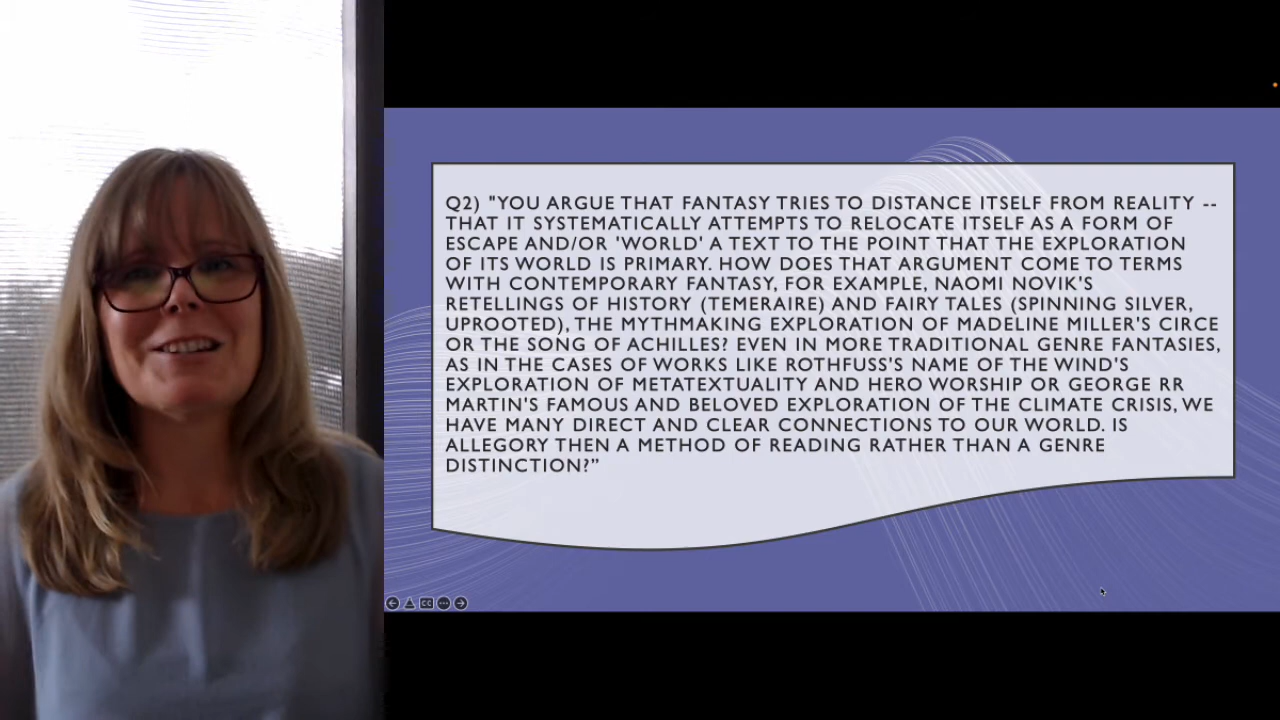 Q2) "YOU ARGUE THAT FANTASY TRIES TO DISTANCE ITSELF FROM REALITY --
THAT IT SYSTEMATICALLY ATTEMPTS TO RELOCATE ITSELF AS A FORM OF
ESCAPE AND/OR 'WORLD' A TEXT TO THE POINT THAT THE EXPLORATION
OF ITS WORLD IS PRIMARY. HOW DOES THAT ARGUMENT COME TO TERMS
WITH CONTEMPORARY FANTASY, FOR EXAMPLE, NAOMI NOVIK'S
RETELLINGS OF HISTORY (TEMERAIRE) AND FAIRY TALES (SPINNING SILVER,
UPROOTED), THE MYTHMAKING EXPLORATION OF MADELINE MILLER'S CIRCE
OR THE SONG OF ACHILLES? EVEN IN MORE TRADITIONAL GENRE FANTASIES,
AS IN THE CASES OF WORKS LIKE ROTHFUSS'S NAME OF THE WIND'S
EXPLORATION OF METATEXTUALITY AND HERO WORSHIP OR GEORGE RR
MARTIN'S FAMOUS AND BELOVED EXPLORATION OF THE CLIMATE CRISIS, WE
HAVE MANY DIRECT AND CLEAR CONNECTIONS TO OUR WORLD. IS
ALLEGORY THEN A METHOD OF READING RATHER THAN A GENRE
DISTINCTION?”
CC